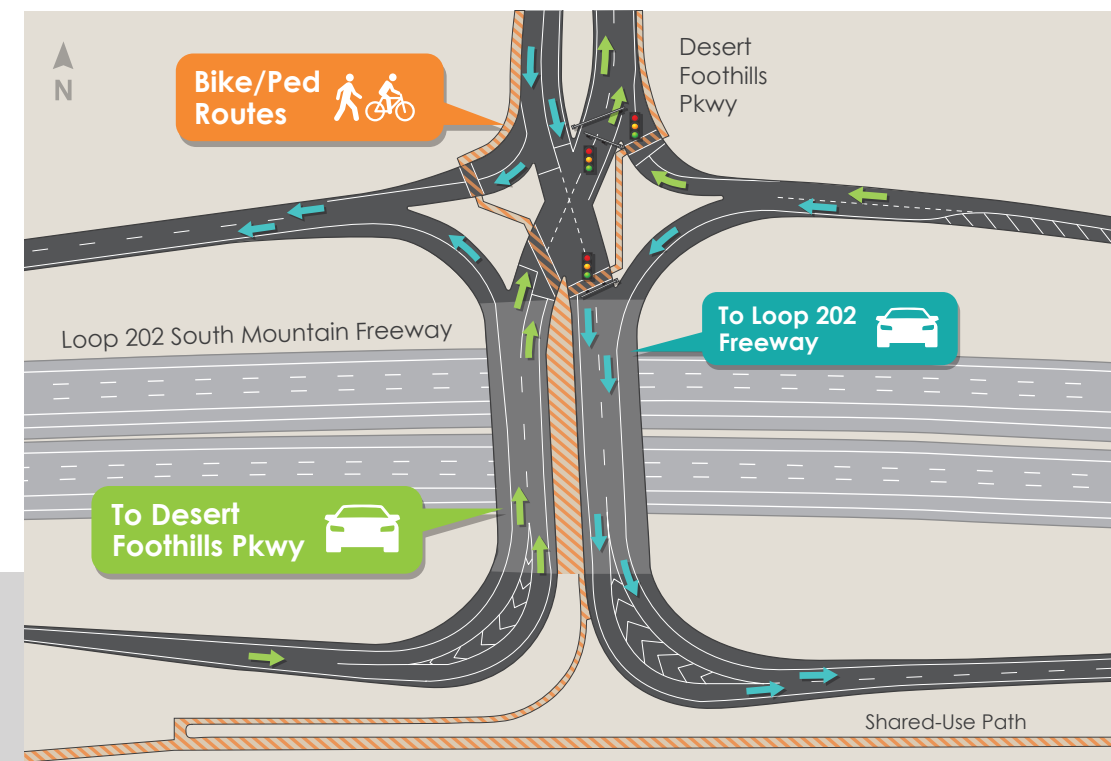 N
Bike/Ped
Routes
Desert
Foothills
Pkwy
Loop 202 South Mountain Freeway
To Loop 202
Freeway
To Desert
Foothills Pkwy
Shared-Use Path